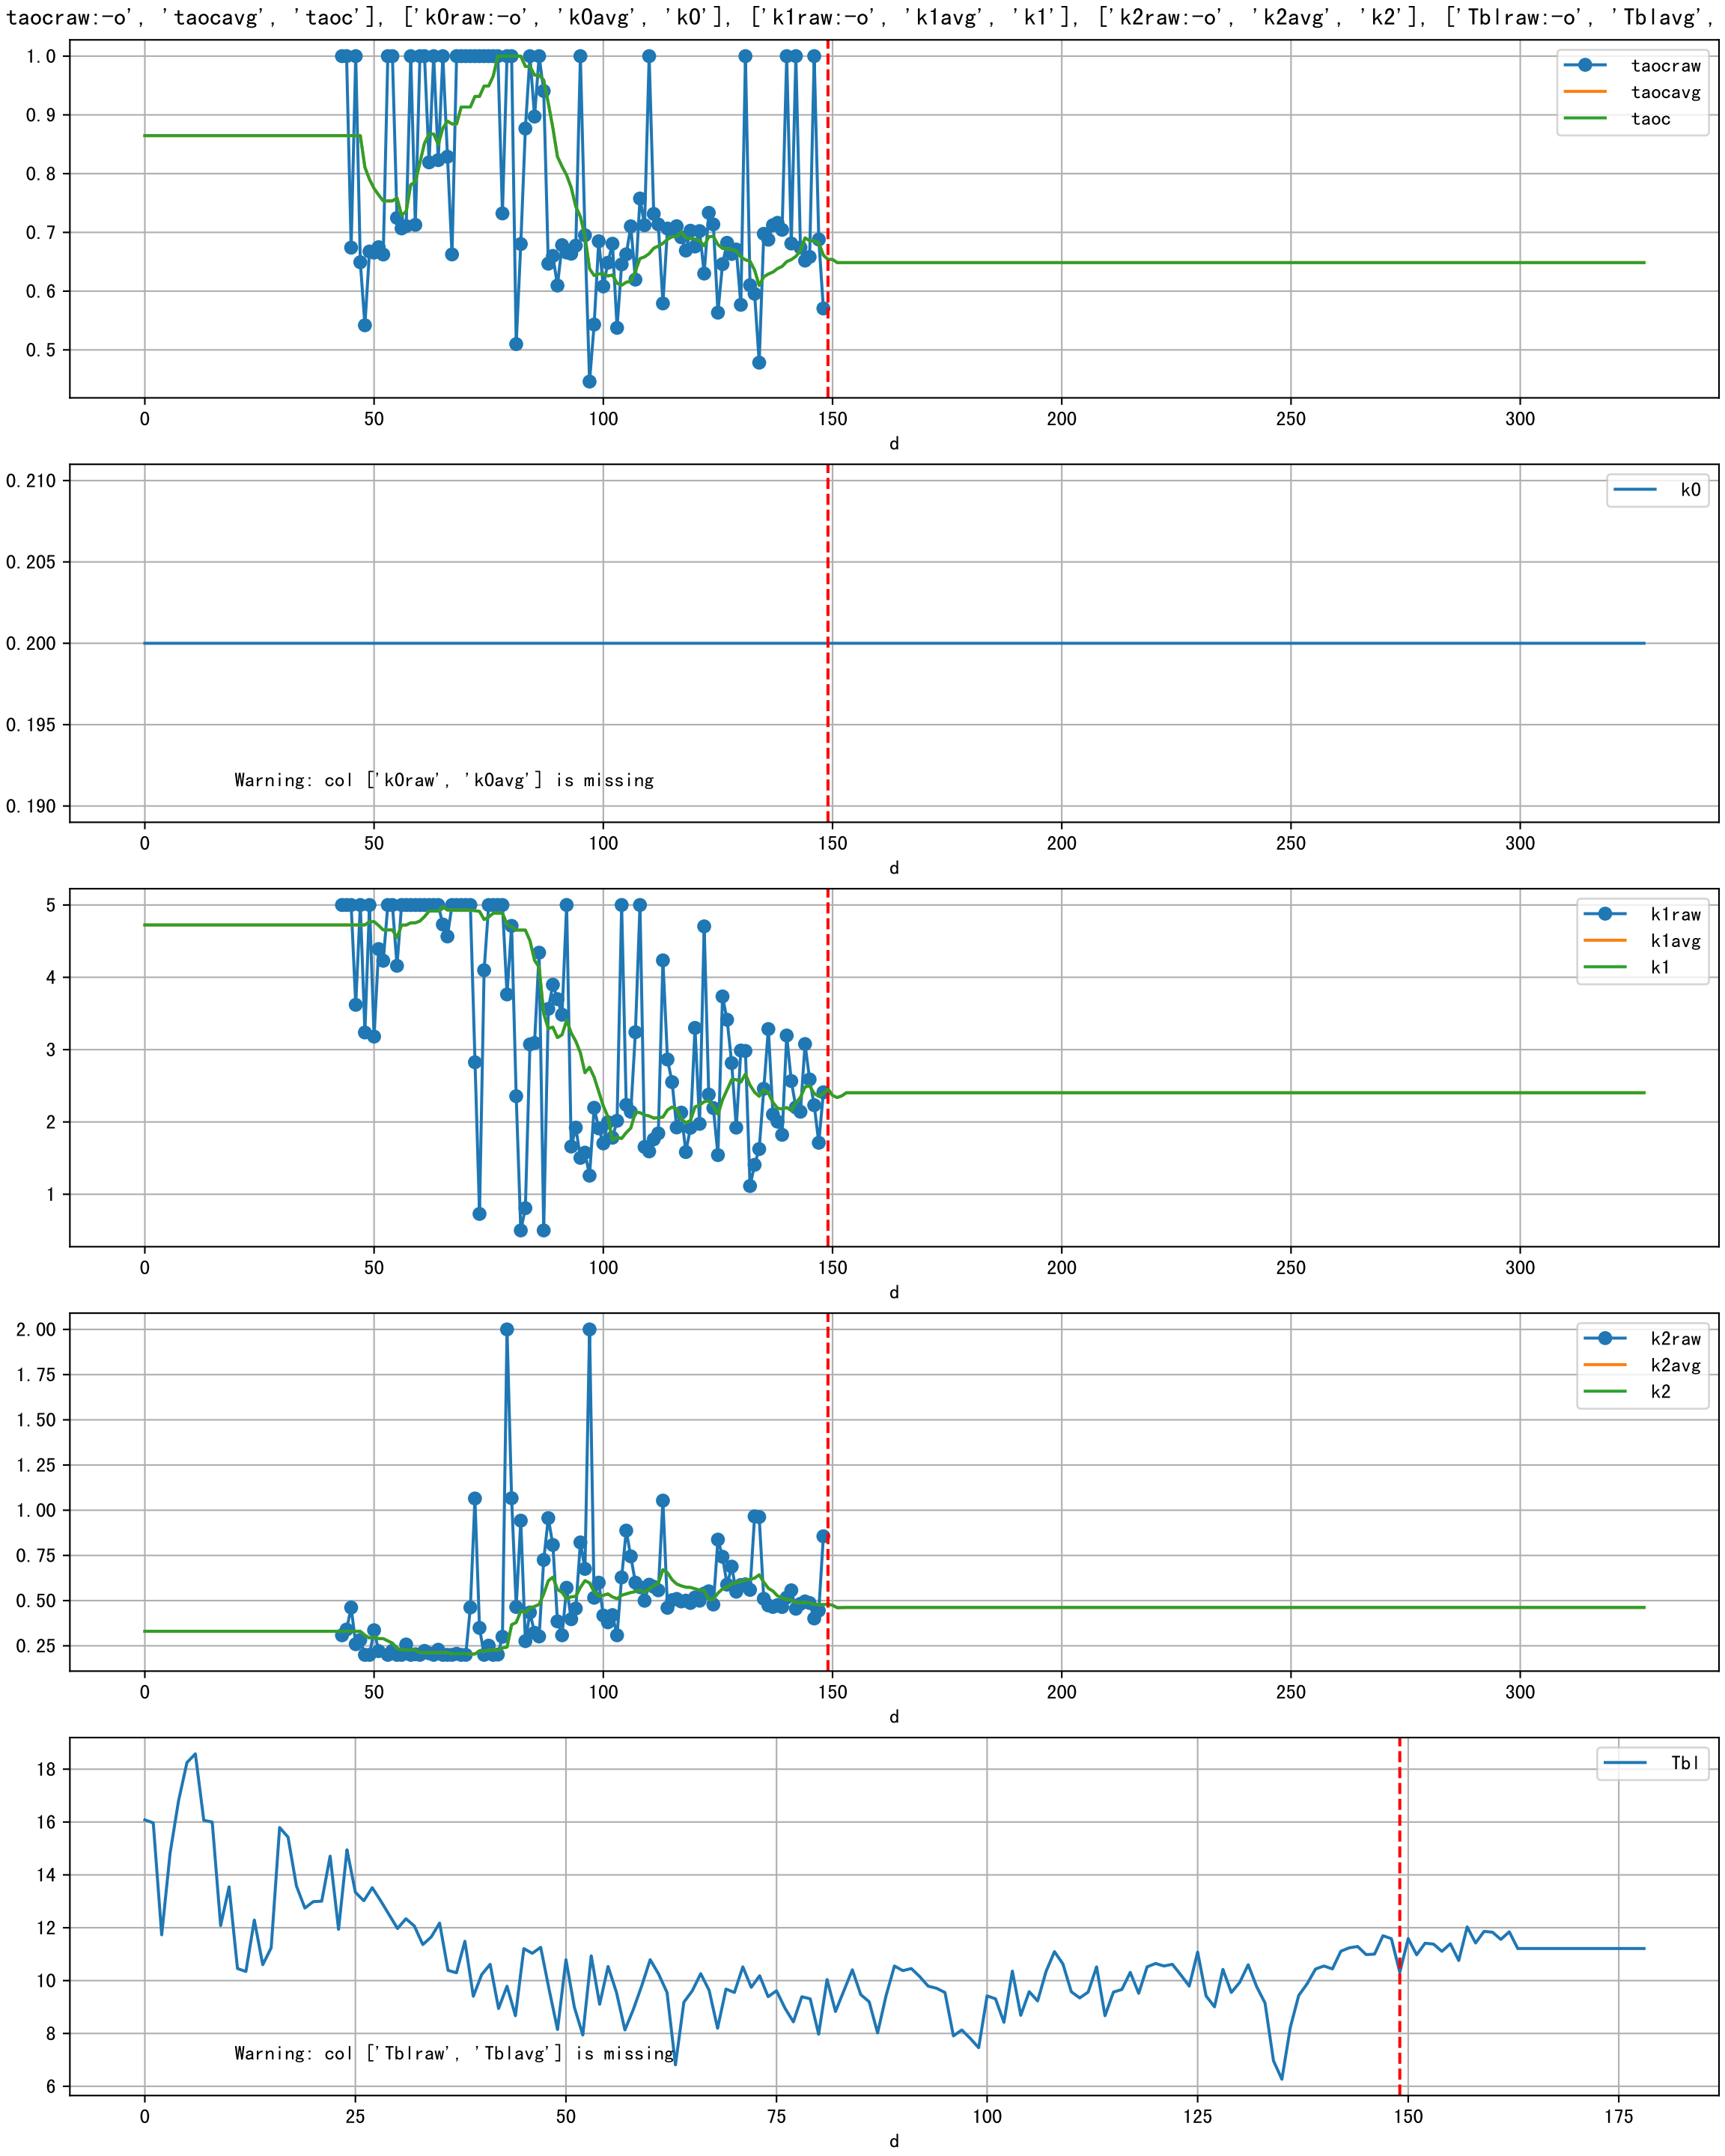 taocraw:-o', 'taocavg', 'taoc'], ['k0raw:-o', 'k0avg', 'k0'], ['k1raw:-o', 'k1avg', 'k1'], ['k2raw:-o', 'k2avg', 'k2'], ['Tblraw:-o', 'Tblavg',
1.0
0.9
0.8
0.7
0.6
0.5
taocraw
taocavg
taoc
0 50 100 150 200 250 300
d
0.210
0.205
0.200
0.195
0.190
k0
Warning: col ['k0raw', 'k0avg'] is missing
0 50 100 150 200 250 300
d
5
4
3
2
1
k1raw
k1avg
k1
0 50 100 150 200 250 300
d
2.00
1.75
1.50
1.25
1.00
0.75
0.50
0.25
k2raw
k2avg
k2
0 50 100 150 200 250 300
d
18
16
14
12
10
8
6
Tbl
Warning: col ['Tblraw', 'Tblavg'] is missing
0 25 50 75 100 125 150 175
d